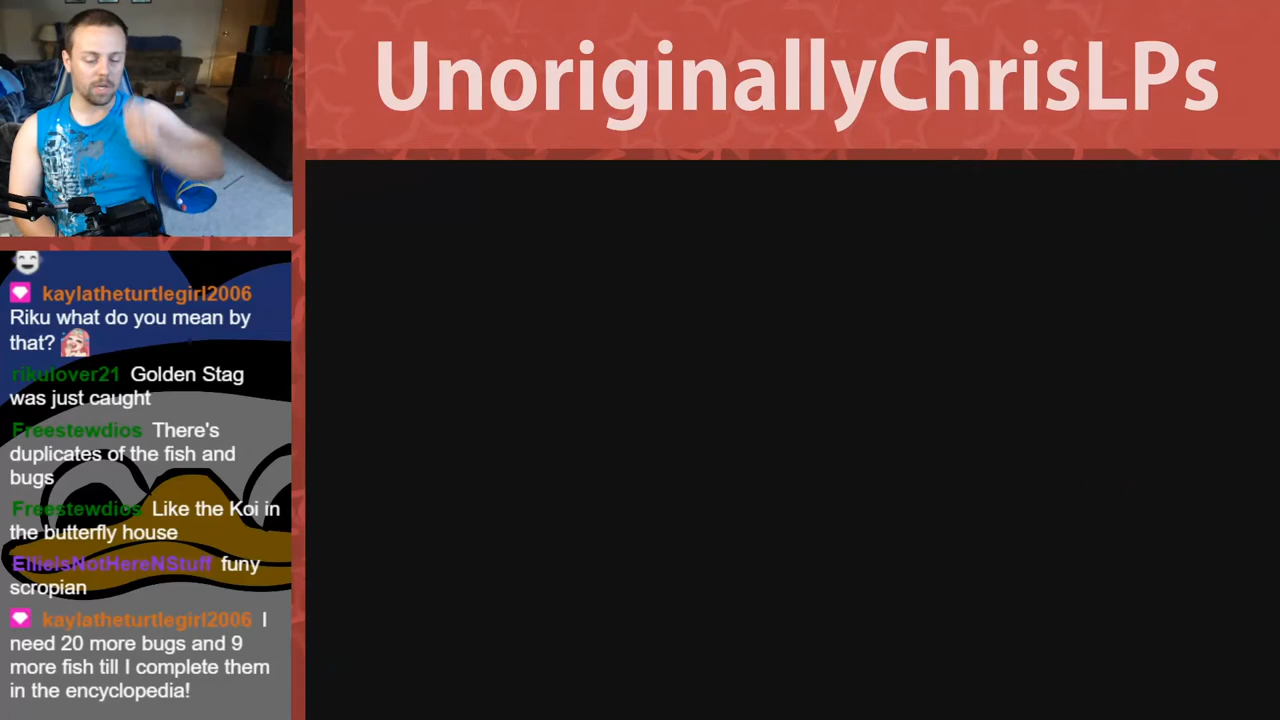 UnoriginallyChrisLPs
kaylatheturtlegirl2006
Riku what do you mean by
that?
rikulover21 Golden Stag
was just caught
Freestewdios There's
duplicates of the fish and
bugs
Freestewdios Like the Koi in
the butterfly house
EllieIsNotHereNStuff funy
scropian
kaylatheturtlegirl2006 I
need 20 more bugs and 9
more fish till I complete them
in the encyclopedia!